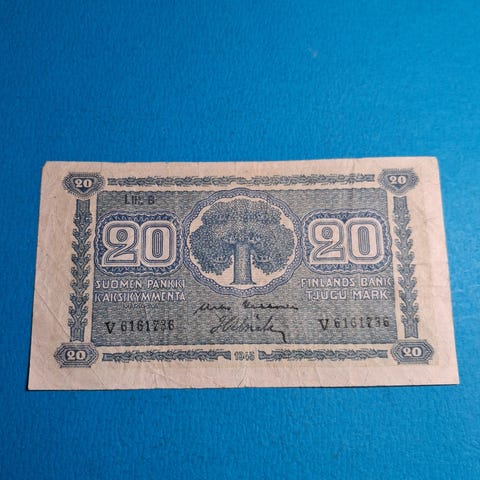 20
20
Litt. B
20
20
SUOMEN PANKKI
KAKSIKYMMENTÄ
FINLANDS BANK
TJUGU MARK
V 6161736
V 6161736
20
1945
20